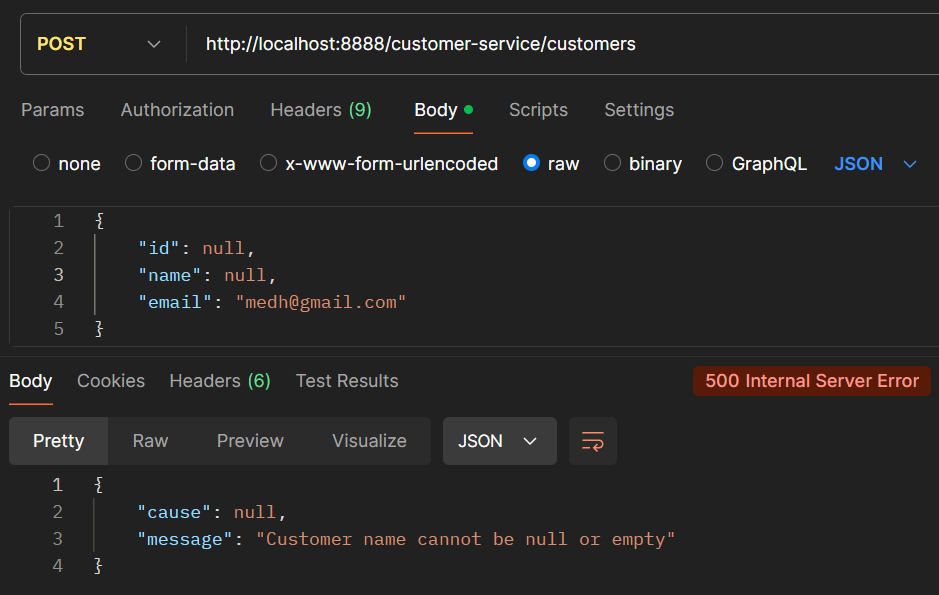 POST http://localhost:8888/customer-service/customers
Params Authorization Headers (9) Body Scripts Settings
none form-data x-www-form-urlencoded raw binary GraphQL JSON
1 {
2 "id": null,
3 "name": null,
4 "email": "medh@gmail.com"
5 }
Body Cookies Headers (6) Test Results 500 Internal Server Error
Pretty Raw Preview Visualize JSON
1 {
2 "cause": null,
3 "message": "Customer name cannot be null or empty"
4 }